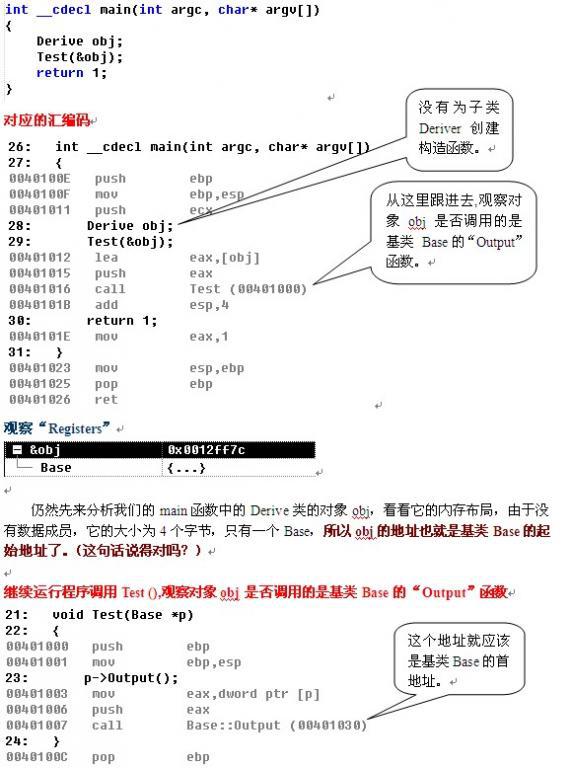 int __cdecl main(int argc, char* argv[])
{
Derive obj;
Test(&obj);
return 1;
}
对应的汇编码
没有为子类
Deriver 创建
构造函数。
26: int __cdecl main(int argc, char* argv[])
27: {
0040100E push ebp
0040100F mov ebp,esp
00401011 push ecx
28: Derive obj;
29: Test(&obj);
00401012 lea eax,[obj]
00401015 push eax
00401016 call Test (00401000)
0040101B add esp,4
30: return 1;
0040101E mov eax,1
31: }
00401023 mov esp,ebp
00401025 pop ebp
00401026 ret
从这里跟进去,观察对
象 obj 是否调用的是
基类 Base 的“Output”
函数。
观察“Registers”
&obj 0x0012ff7c
Base {...}
仍然先来分析我们的 main 函数中的 Derive 类的对象 obj，看看它的内存布局，由于没
有数据成员，它的大小为 4 个字节，只有一个 Base，所以 obj 的地址也就是基类 Base 的起
始地址了。(这句话说得对吗？)
继续运行程序调用 Test (),观察对象 obj 是否调用的是基类 Base 的“Output”函数
21: void Test(Base *p)
22: {
00401000 push ebp
00401001 mov ebp,esp
23: p->Output();
00401003 mov eax,dword ptr [p]
00401006 push eax
00401007 call Base::Output (00401030)
24: }
0040100C pop ebp
这个地址就应该
是基类 Base 的首
地址。